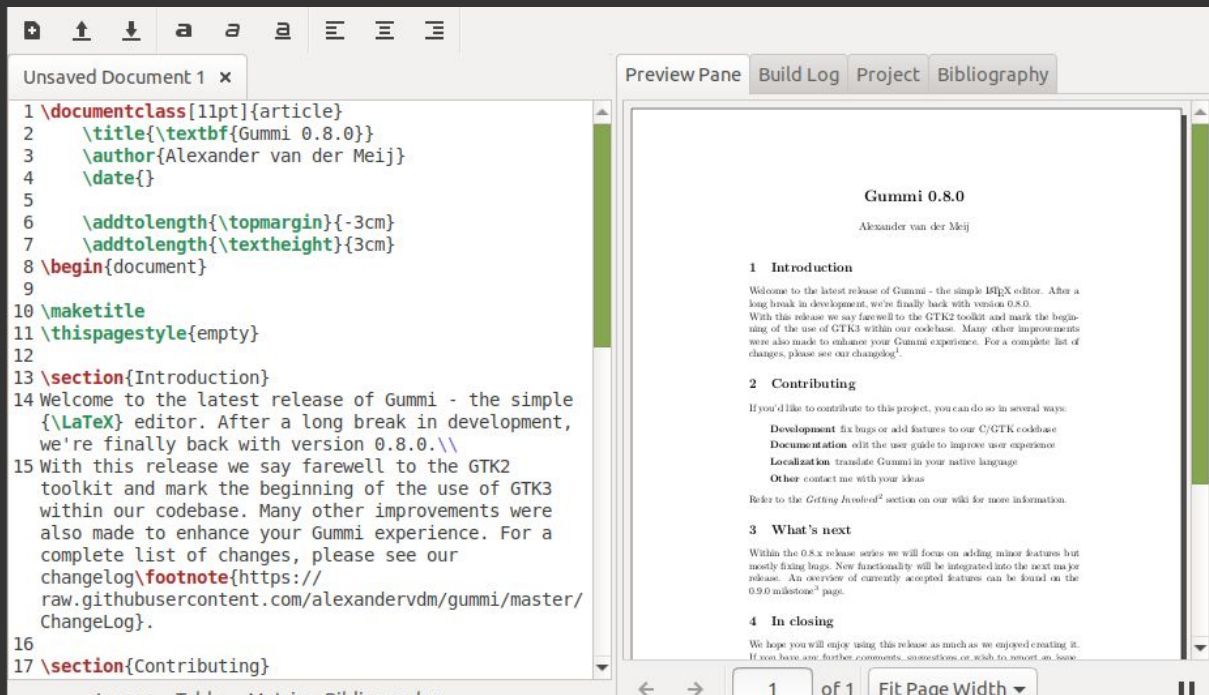 a a a
Unsaved Document 1 ×
1 \documentclass[11pt]{article}
2 \title{\textbf{Gummi 0.8.0}}
3 \author{Alexander van der Meij}
4 \date{}
5
6 \addtolength{\topmargin}{-3cm}
7 \addtolength{\textheight}{3cm}
8 \begin{document}
9
10 \maketitle
11 \thispagestyle{empty}
12
13 \section{Introduction}
14 Welcome to the latest release of Gummi - the simple
{\LaTeX} editor. After a long break in development,
we're finally back with version 0.8.0.\\
15 With this release we say farewell to the GTK2
toolkit and mark the beginning of the use of GTK3
within our codebase. Many other improvements were
also made to enhance your Gummi experience. For a
complete list of changes, please see our
changelog\footnote{https://
raw.githubusercontent.com/alexandervdm/gummi/master/
ChangeLog}.
16
17 \section{Contributing}
Preview Pane Build Log Project Bibliography
Gummi 0.8.0
Alexander van der Meij
1 Introduction
Welcome to the latest release of Gummi - the simple LATEX editor. After a
long break in development, we're finally back with version 0.8.0.
With this release we say farewell to the GTK2 toolkit and mark the begin-
ning of the use of GTK3 within our codebase. Many other improvements
were also made to enhance your Gummi experience. For a complete list of
changes, please see our changelog1.
2 Contributing
If you'd like to contribute to this project, you can do so in several ways:
Development fix bugs or add features to our C/GTK codebase
Documentation edit the user guide to improve user experience
Localization translate Gummi in your native language
Other contact me with your ideas
Refer to the Getting Involved2 section on our wiki for more information.
3 What's next
Within the 0.8.x release series we will focus on adding minor features but
mostly fixing bugs. New functionality will be integrated into the next major
release. An overview of currently accepted features can be found on the
0.9.0 milestone3 page.
4 In closing
We hope you will enjoy using this release as much as we enjoyed creating it.
If you have any further comments, suggestions or wish to report an issue
1 of 1 Fit Page Width